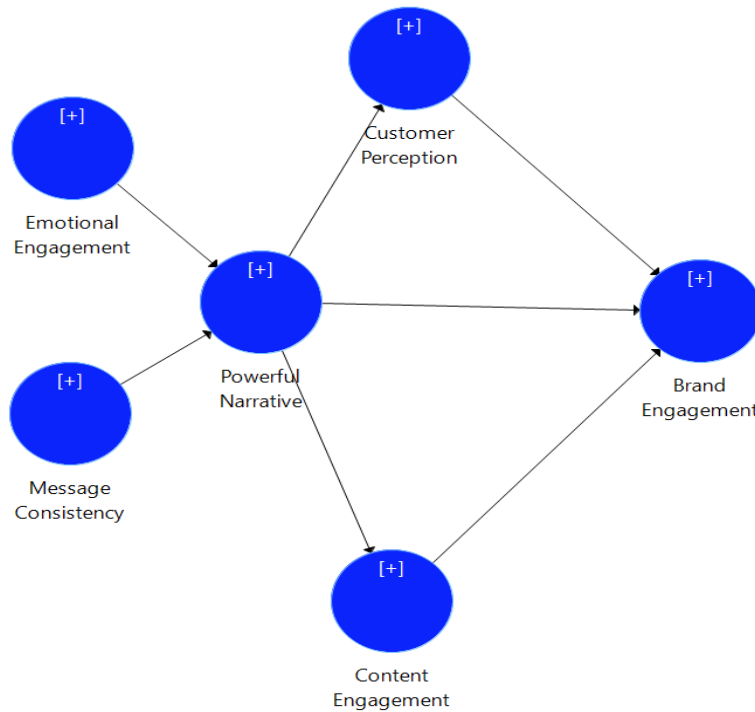 [+]
Customer
Perception
[+]
Emotional
Engagement
[+]
Powerful
Narrative
[+]
Brand
Engagement
[+]
Message
Consistency
[+]
Content
Engagement